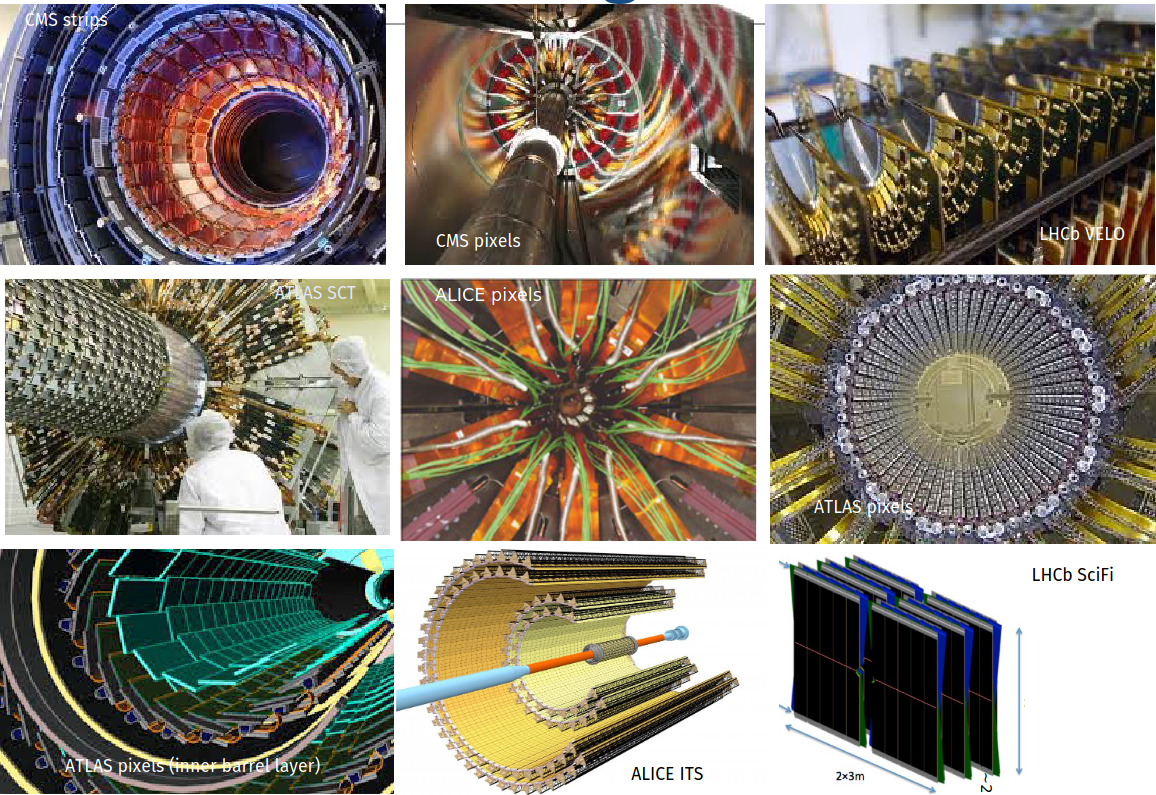 CMS strips
CMS pixels
LHCb VELO
ATLAS SCT
ALICE pixels
ATLAS pixels
ATLAS pixels (inner barrel layer)
ALICE ITS
LHCb SciFi
2×3m
~2